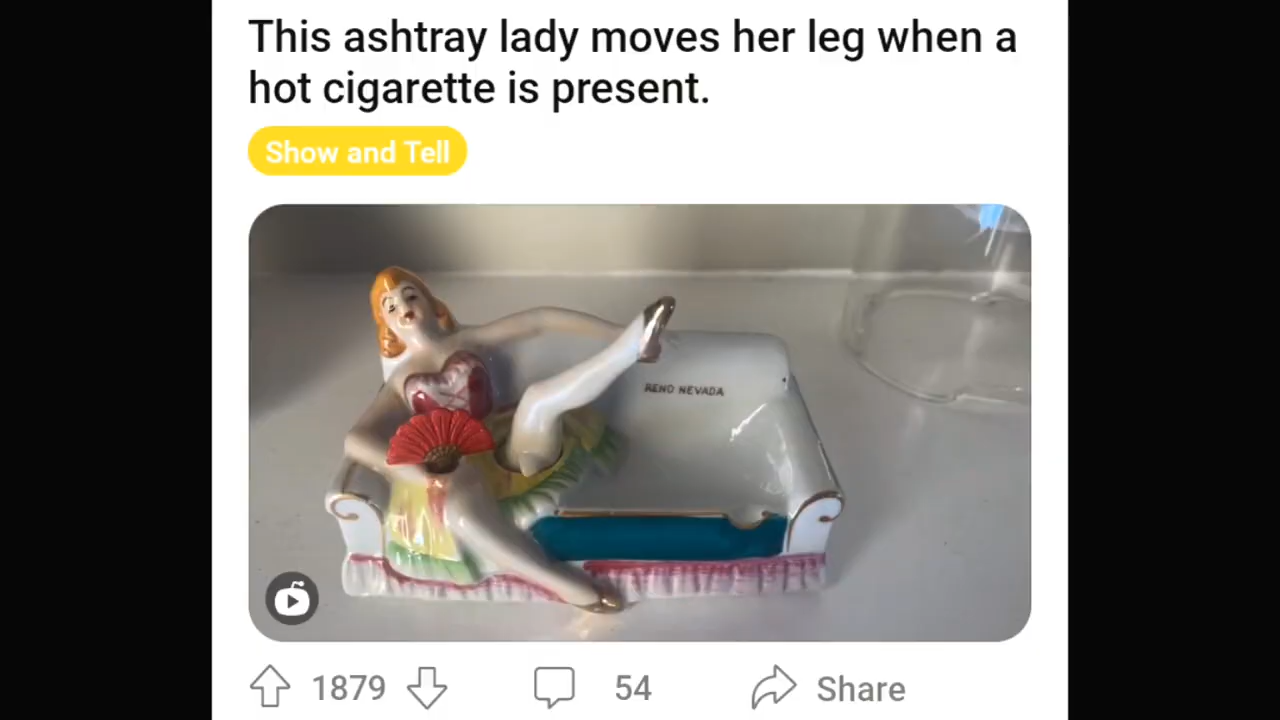 This ashtray lady moves her leg when a
hot cigarette is present.
Show and Tell
RENO NEVADA
1879
54
Share